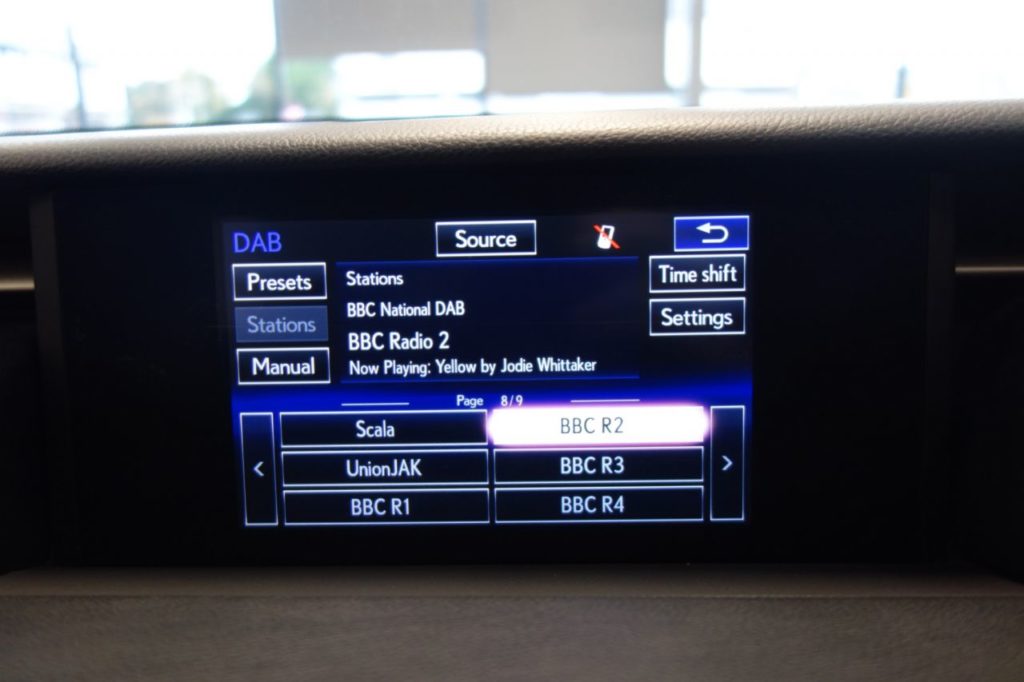 DAB
Source
Presets
Stations
Time shift
Stations
BBC National DAB
Settings
BBC Radio 2
Manual
Now Playing: Yellow by Jodie Whittaker
Page 8/9
Scala
BBC R2
<
UnionJAK
BBC R3
>
BBC R1
BBC R4